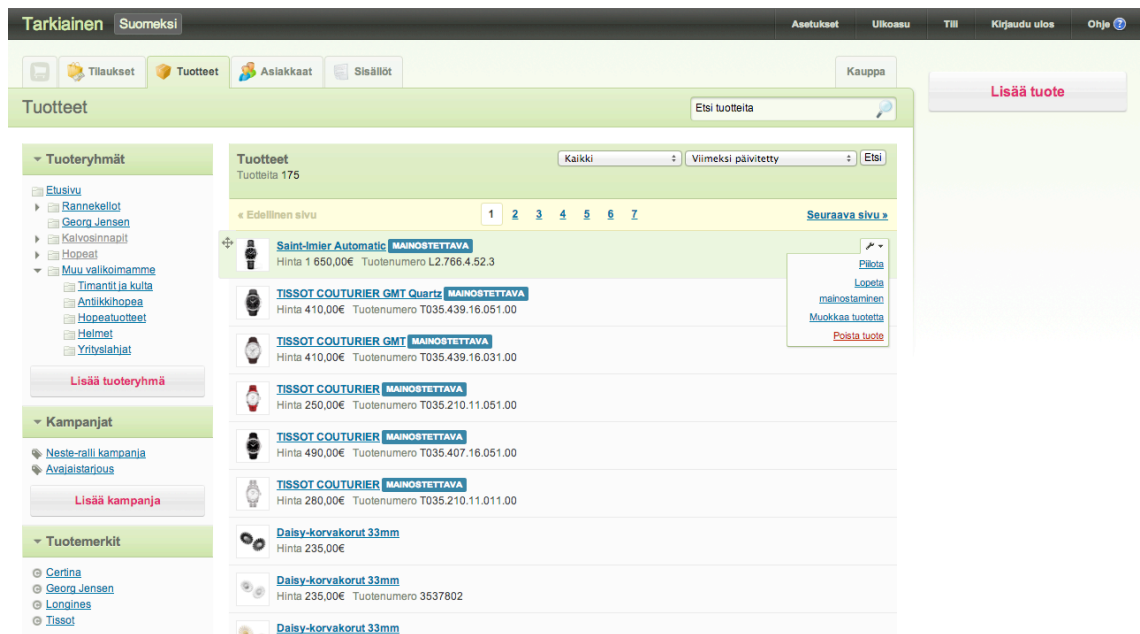 Tarkiainen Suomeksi
Asetukset Ulkoasu Tili Kirjaudu ulos Ohje ?
Tilaukset Tuotteet Asiakkaat Sisällöt Kauppa
Lisää tuote
Tuotteet
Etsi tuotteita
Tuoteryhmät
Etusivu
Rannekellot
Georg Jensen
Kalvosinnapit
Hopeat
Muu valikoimamme
Timantit ja kulta
Antiikkihopea
Hopeatuotteet
Helmet
Yrityslahjat
Lisää tuoteryhmä
Kampanjat
Neste-ralli kampanja
Avajaistarjous
Lisää kampanja
Tuotemerkit
Certina
Georg Jensen
Longines
Tissot
Tuotteet
Tuotteita 175
Kaikki Viimeksi päivitetty Etsi
« Edellinen sivu 1 2 3 4 5 6 7 Seuraava sivu »
Saint-Imier Automatic MAINOSTETTAVA
Hinta 1 650,00€ Tuotenumero L2.766.4.52.3
Piilota
Lopeta
mainostaminen
Muokkaa tuotetta
Poista tuote
TISSOT COUTURIER GMT Quartz MAINOSTETTAVA
Hinta 410,00€ Tuotenumero T035.439.16.051.00
TISSOT COUTURIER GMT MAINOSTETTAVA
Hinta 410,00€ Tuotenumero T035.439.16.031.00
TISSOT COUTURIER MAINOSTETTAVA
Hinta 250,00€ Tuotenumero T035.210.11.051.00
TISSOT COUTURIER MAINOSTETTAVA
Hinta 490,00€ Tuotenumero T035.407.16.051.00
TISSOT COUTURIER MAINOSTETTAVA
Hinta 280,00€ Tuotenumero T035.210.11.011.00
Daisy-korvakorut 33mm
Hinta 235,00€
Daisy-korvakorut 33mm
Hinta 235,00€ Tuotenumero 3537802
Daisy-korvakorut 33mm